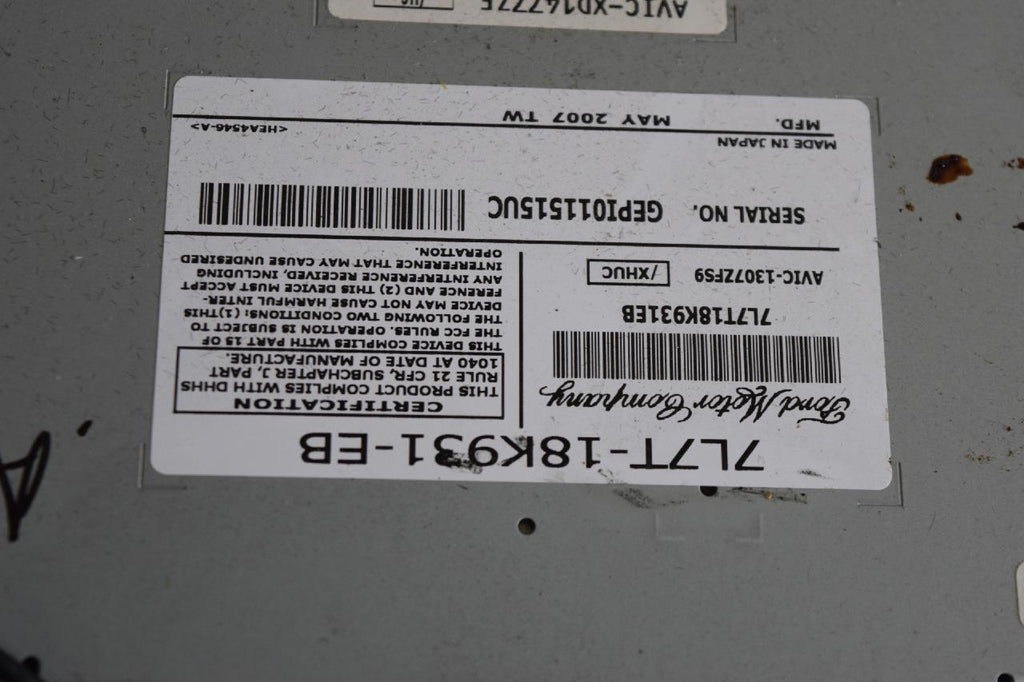 7L7T-18K931-EB
Ford Motor Company
7L7T18K931EB
AVIC-1307ZFS9
/XHUC
CERTIFICATION
THIS PRODUCT COMPLIES WITH DHHS
RULE 21 CFR, SUBCHAPTER J, PART
1040 AT DATE OF MANUFACTURE.
THIS DEVICE COMPLIES WITH PART 15 OF
THE FCC RULES. OPERATION IS SUBJECT TO
THE FOLLOWING TWO CONDITIONS: (1)THIS
DEVICE MAY NOT CAUSE HARMFUL INTER-
FERENCE AND (2) THIS DEVICE MUST ACCEPT
ANY INTERFERENCE RECEIVED, INCLUDING
INTERFERENCE THAT MAY CAUSE UNDESIRED
OPERATION.
SERIAL NO. GEPI011515UC
MADE IN JAPAN
MFD. MAY 2007 TW
<HEA4546-A>
AVIC-XD1477ZF
/UC